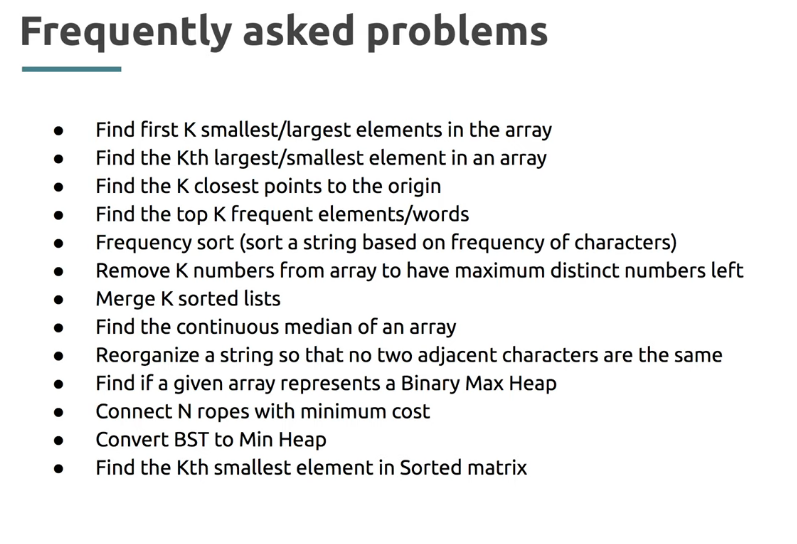 Frequently asked problems
● Find first K smallest/largest elements in the array
● Find the Kth largest/smallest element in an array
● Find the K closest points to the origin
● Find the top K frequent elements/words
● Frequency sort (sort a string based on frequency of characters)
● Remove K numbers from array to have maximum distinct numbers left
● Merge K sorted lists
● Find the continuous median of an array
● Reorganize a string so that no two adjacent characters are the same
● Find if a given array represents a Binary Max Heap
● Connect N ropes with minimum cost
● Convert BST to Min Heap
● Find the Kth smallest element in Sorted matrix